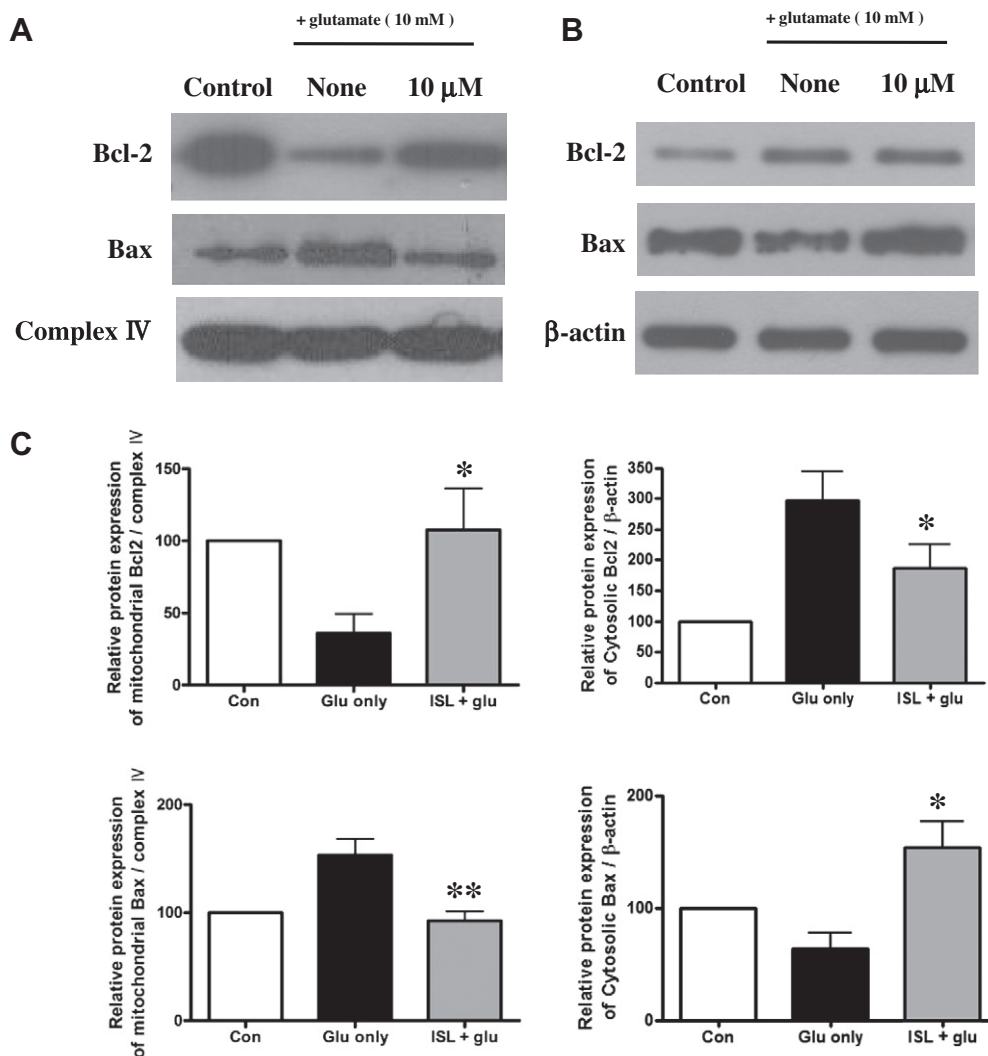 A
+ glutamate ( 10 mM )
Control None 10 μM
Bcl-2
Bax
Complex IV
B
+ glutamate ( 10 mM )
Control None 10 μM
Bcl-2
Bax
β-actin
C
Relative protein expression
of mitochondrial Bcl2 / complex IV
150
100
50
0
*
Con Glu only ISL + glu
Relative protein expression
of Cytosolic Bcl2 / β-actin
350
300
250
200
150
100
50
0
*
Con Glu only ISL + glu
Relative protein expression
of mitochondrial Bax / complex IV
200
100
0
**
Con Glu only ISL + glu
Relative protein expression
of Cytosolic Bax / β-actin
200
100
0
*
Con Glu only ISL + glu